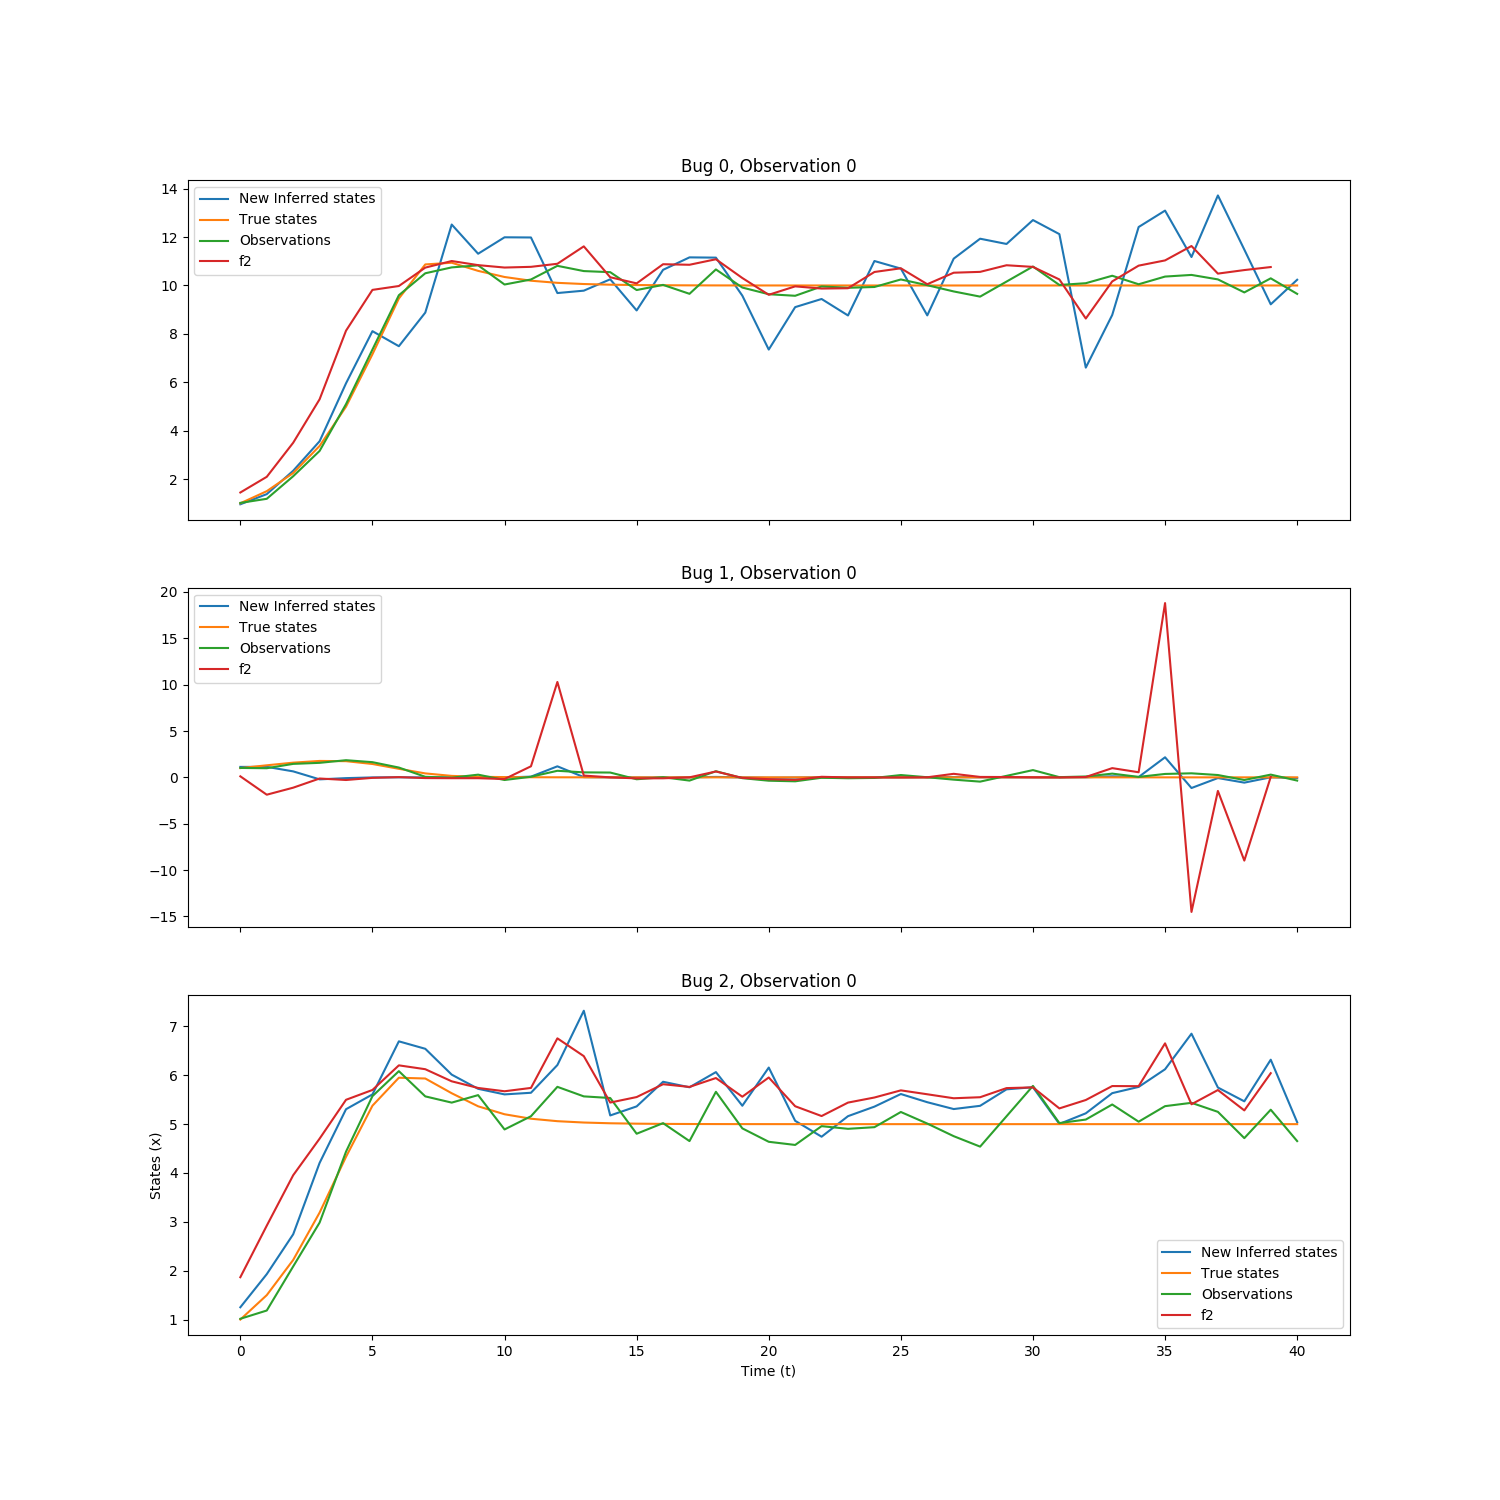 Bug 0, Observation 0
14
12
10
8
6
4
2
New Inferred states
True states
Observations
f2
Bug 1, Observation 0
20
15
10
5
0
−5
−10
−15
New Inferred states
True states
Observations
f2
Bug 2, Observation 0
States (x)
7
6
5
4
3
2
1
New Inferred states
True states
Observations
f2
0 5 10 15 20 25 30 35 40
Time (t)